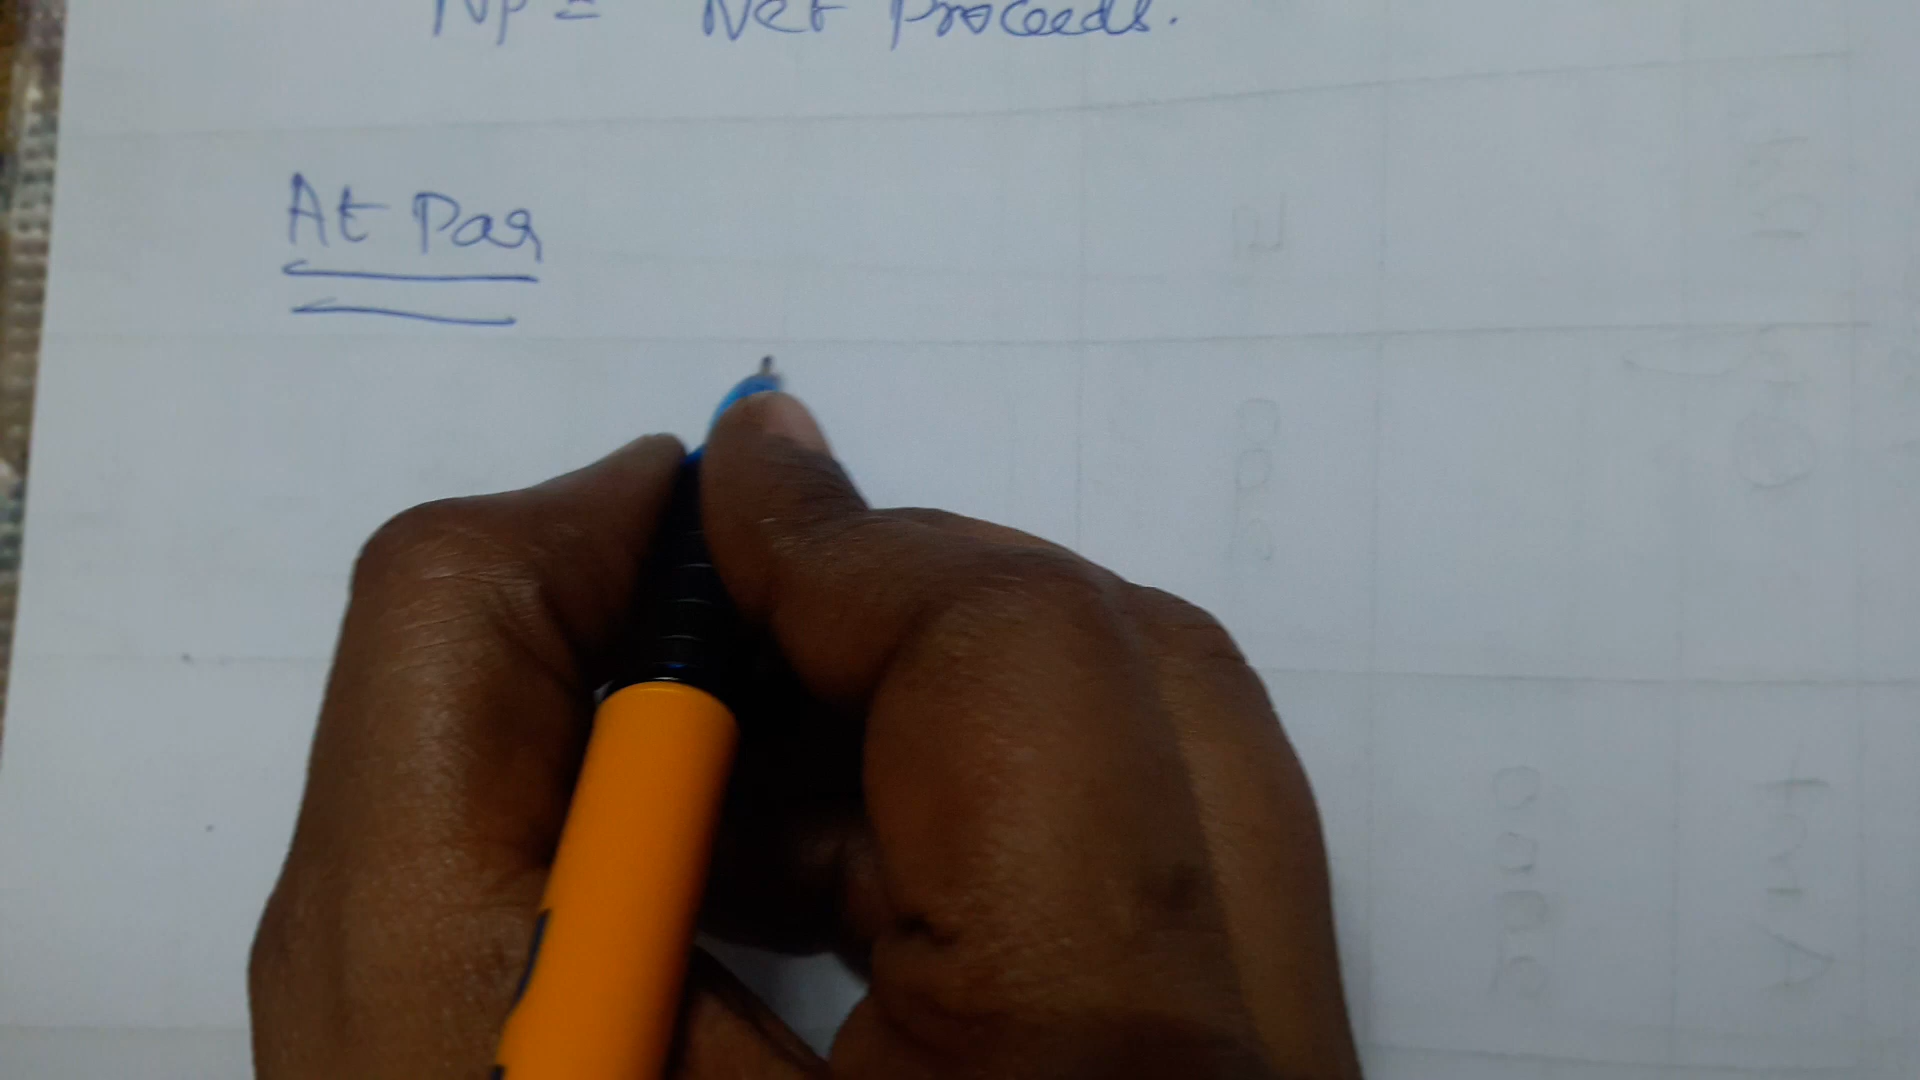 Np = Net Proceeds.
At Par